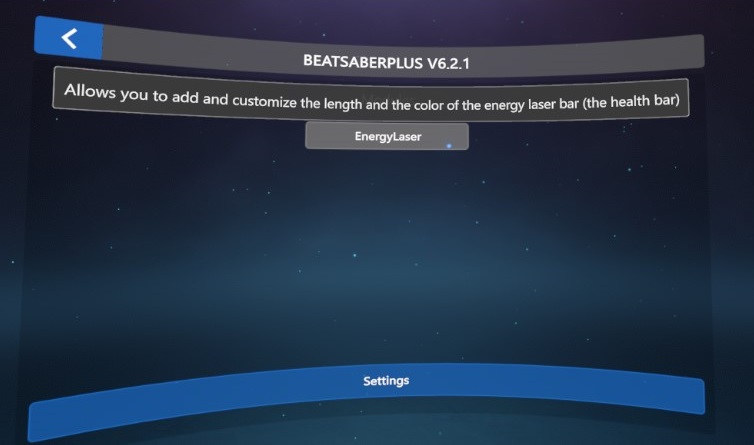 BEATSABERPLUS V6.2.1
Allows you to add and customize the length and the color of the energy laser bar (the health bar)
EnergyLaser
Settings